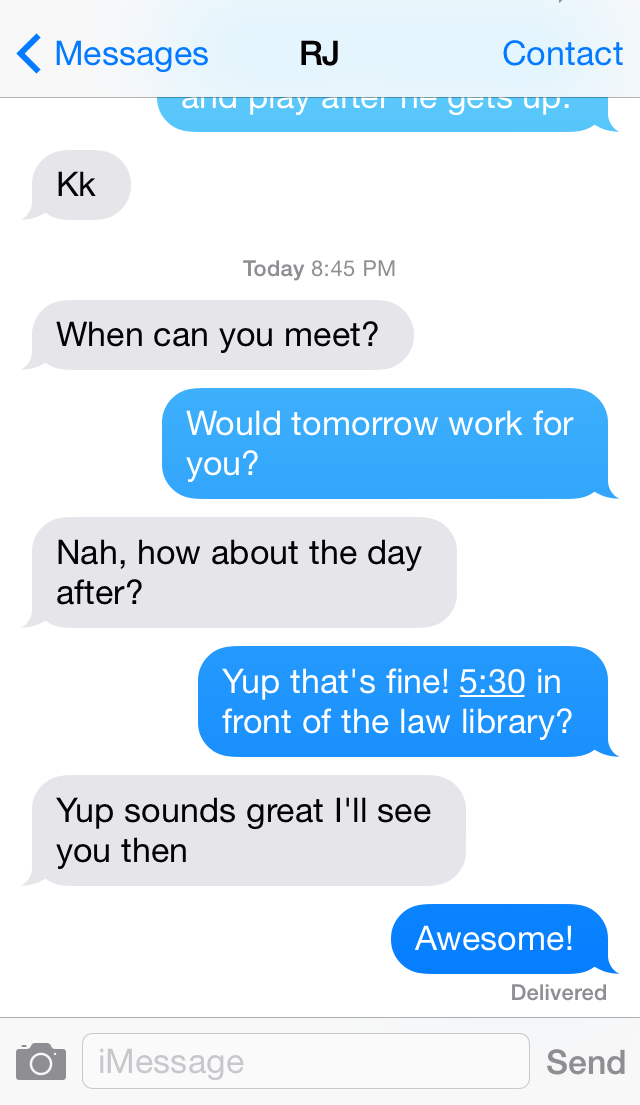 Messages RJ Contact
and play after he gets up.
Kk
Today 8:45 PM
When can you meet?
Would tomorrow work for
you?
Nah, how about the day
after?
Yup that's fine! 5:30 in
front of the law library?
Yup sounds great I'll see
you then
Awesome!
Delivered
iMessage Send